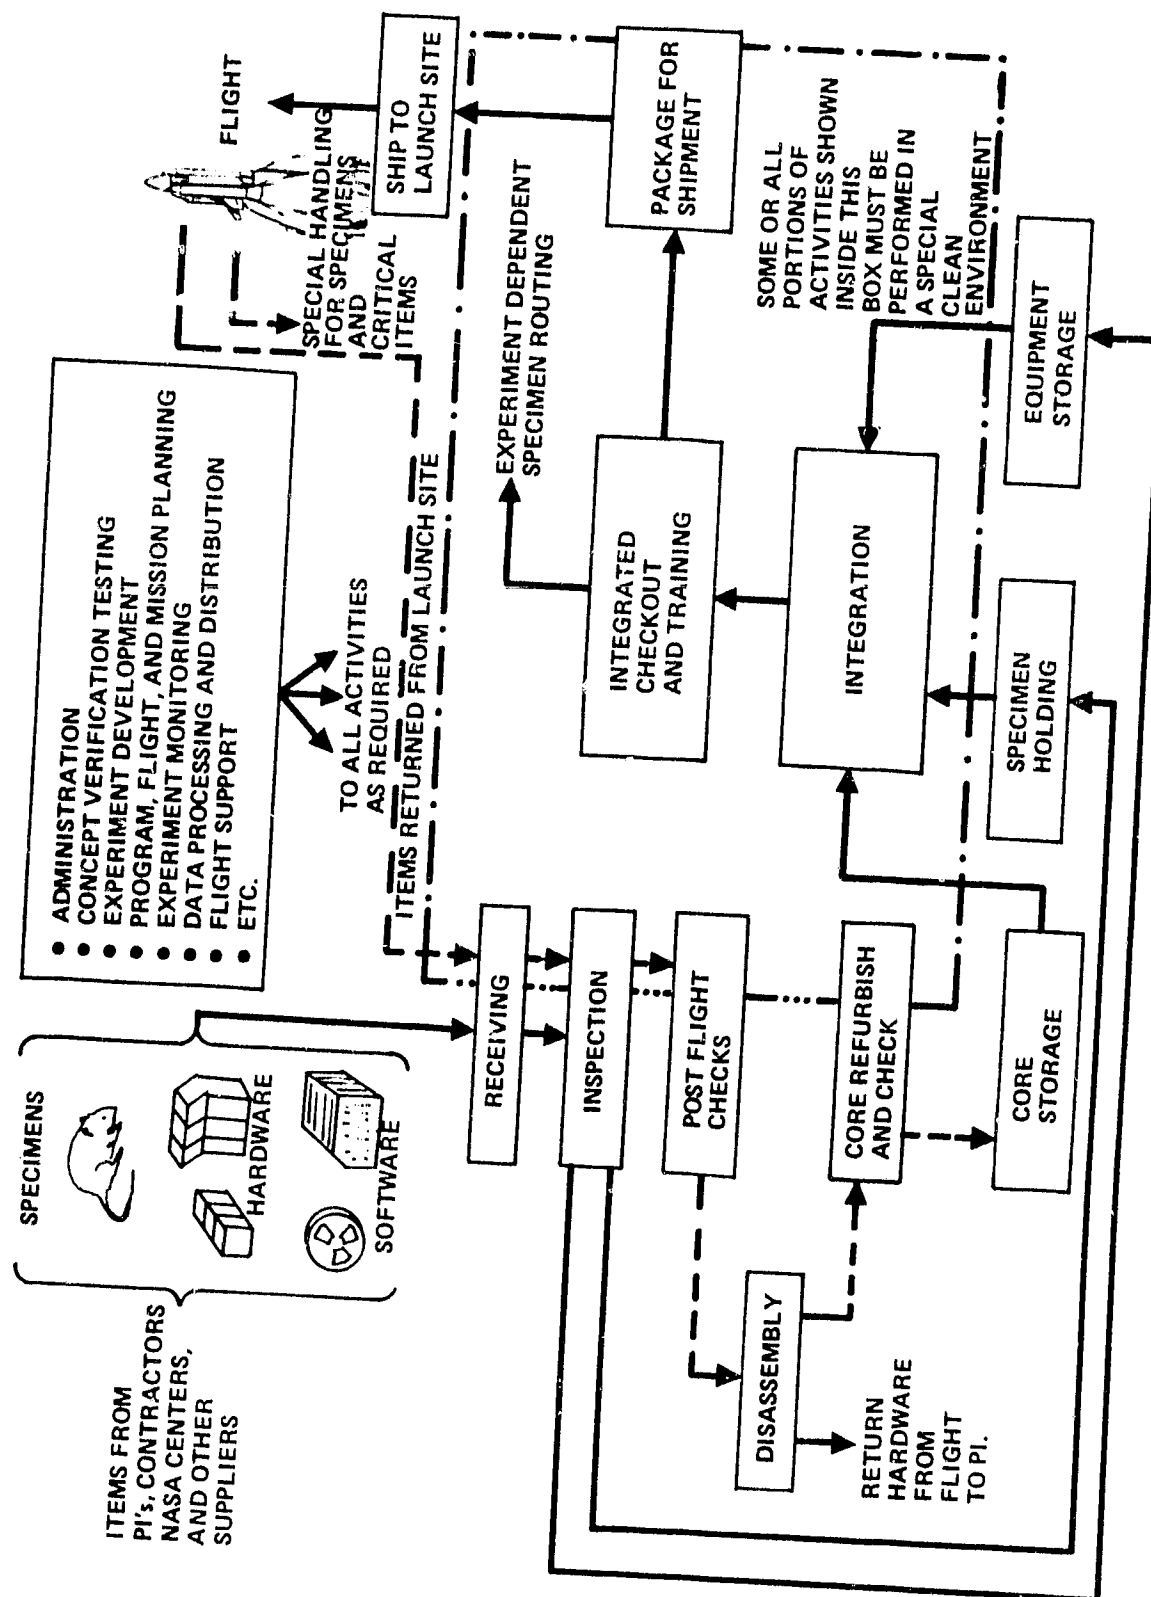 ITEMS FROM
PI's, CONTRACTORS
NASA CENTERS,
AND OTHER
SUPPLIERS
SPECIMENS
HARDWARE
SOFTWARE
● ADMINISTRATION
● CONCEPT VERIFICATION TESTING
● EXPERIMENT DEVELOPMENT
● PROGRAM, FLIGHT, AND MISSION PLANNING
● EXPERIMENT MONITORING
● DATA PROCESSING AND DISTRIBUTION
● FLIGHT SUPPORT
● ETC.
TO ALL ACTIVITIES
AS REQUIRED
ITEMS RETURNED FROM LAUNCH SITE
FLIGHT
SPECIAL HANDLING
FOR SPECIMENS
AND
CRITICAL
ITEMS
SHIP TO
LAUNCH SITE
RECEIVING
INSPECTION
POST FLIGHT
CHECKS
DISASSEMBLY
RETURN
HARDWARE
FROM
FLIGHT
TO PI.
CORE REFURBISH
AND CHECK
CORE
STORAGE
EXPERIMENT DEPENDENT
SPECIMEN ROUTING
INTEGRATED
CHECKOUT
AND TRAINING
PACKAGE FOR
SHIPMENT
INTEGRATION
SOME OR ALL
PORTIONS OF
ACTIVITIES SHOWN
INSIDE THIS
BOX MUST BE
PERFORMED IN
A SPECIAL
CLEAN
ENVIRONMENT
SPECIMEN
HOLDING
EQUIPMENT
STORAGE